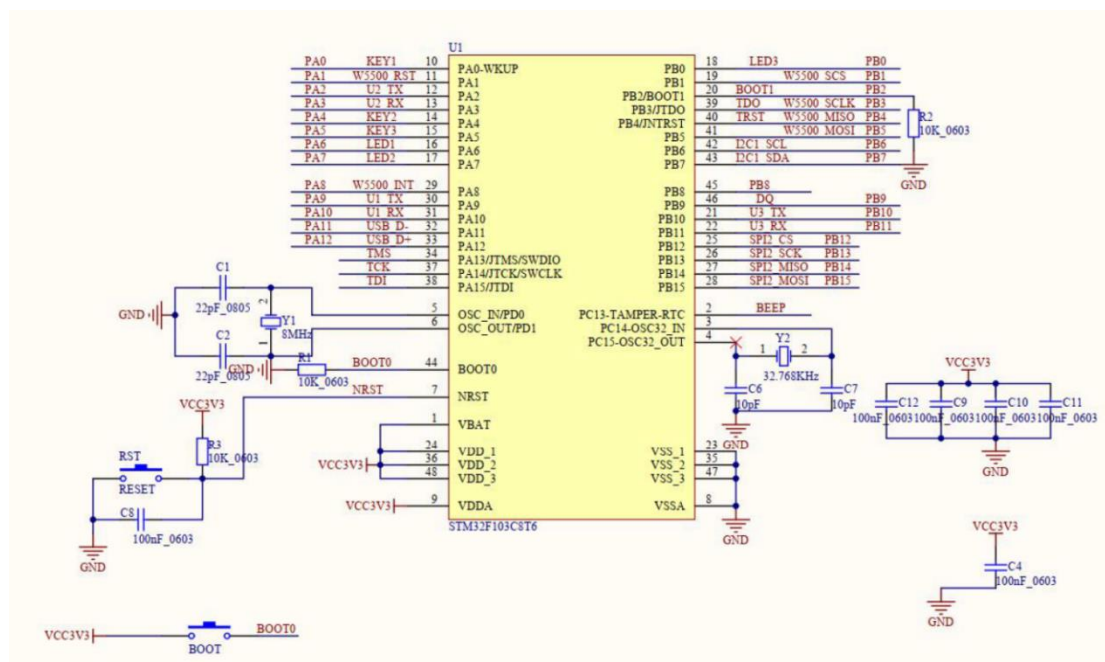 U1
PA0 KEY1 10 PA0-WKUP
PA1 W5500_RST 11 PA1
PA2 U2_TX 12 PA2
PA3 U2_RX 13 PA3
PA4 KEY2 14 PA4
PA5 KEY3 15 PA5
PA6 LED1 16 PA6
PA7 LED2 17 PA7
PA8 W5500_INT 29 PA8
PA9 U1_TX 30 PA9
PA10 U1_RX 31 PA10
PA11 USB_D- 32 PA11
PA12 USB_D+ 33 PA12
TMS 34 PA13/JTMS/SWDIO
TCK 37 PA14/JTCK/SWCLK
TDI 38 PA15/JTDI
5 OSC_IN/PD0
6 OSC_OUT/PD1
BOOT0 44 BOOT0
NRST 7 NRST
1 VBAT
24 VDD_1
VCC3V3 36 VDD_2
48 VDD_3
VCC3V3 9 VDDA
STM32F103C8T6
PB0 18 LED3 PB0
PB1 19 W5500_SCS PB1
PB2/BOOT1 20 BOOT1 PB2
PB3/JTDO 39 TDO W5500_SCLK PB3
PB4/JNTRST 40 TRST W5500_MISO PB4
PB5 41 W5500_MOSI PB5
PB6 42 I2C1_SCL PB6
PB7 43 I2C1_SDA PB7
R2
10K_0603
GND
PB8 45 PB8
PB9 46 DQ PB9
PB10 21 U3_TX PB10
PB11 22 U3_RX PB11
PB12 25 SPI2_CS PB12
PB13 26 SPI2_SCK PB13
PB14 27 SPI2_MISO PB14
PB15 28 SPI2_MOSI PB15
PC13-TAMPER-RTC 2 BEEP
PC14-OSC32_IN 3
PC15-OSC32_OUT 4
VSS_1 23
VSS_2 35
VSS_3 47
VSSA 8
GND
1 Y2 2
32.768KHz
C6
10pF
C7
10pF
GND
C1
22pF_0805
GND
2
Y1
8MHz
1
C2
22pF_0805
GND
R1
10K_0603
VCC3V3
R3
10K_0603
RST
RESET
C8
100nF_0603
GND
VCC3V3
BOOT
BOOT0
VCC3V3
C12
100nF_0603
C9
100nF_0603
C10
100nF_0603
C11
100nF_0603
GND
VCC3V3
C4
100nF_0603
GND